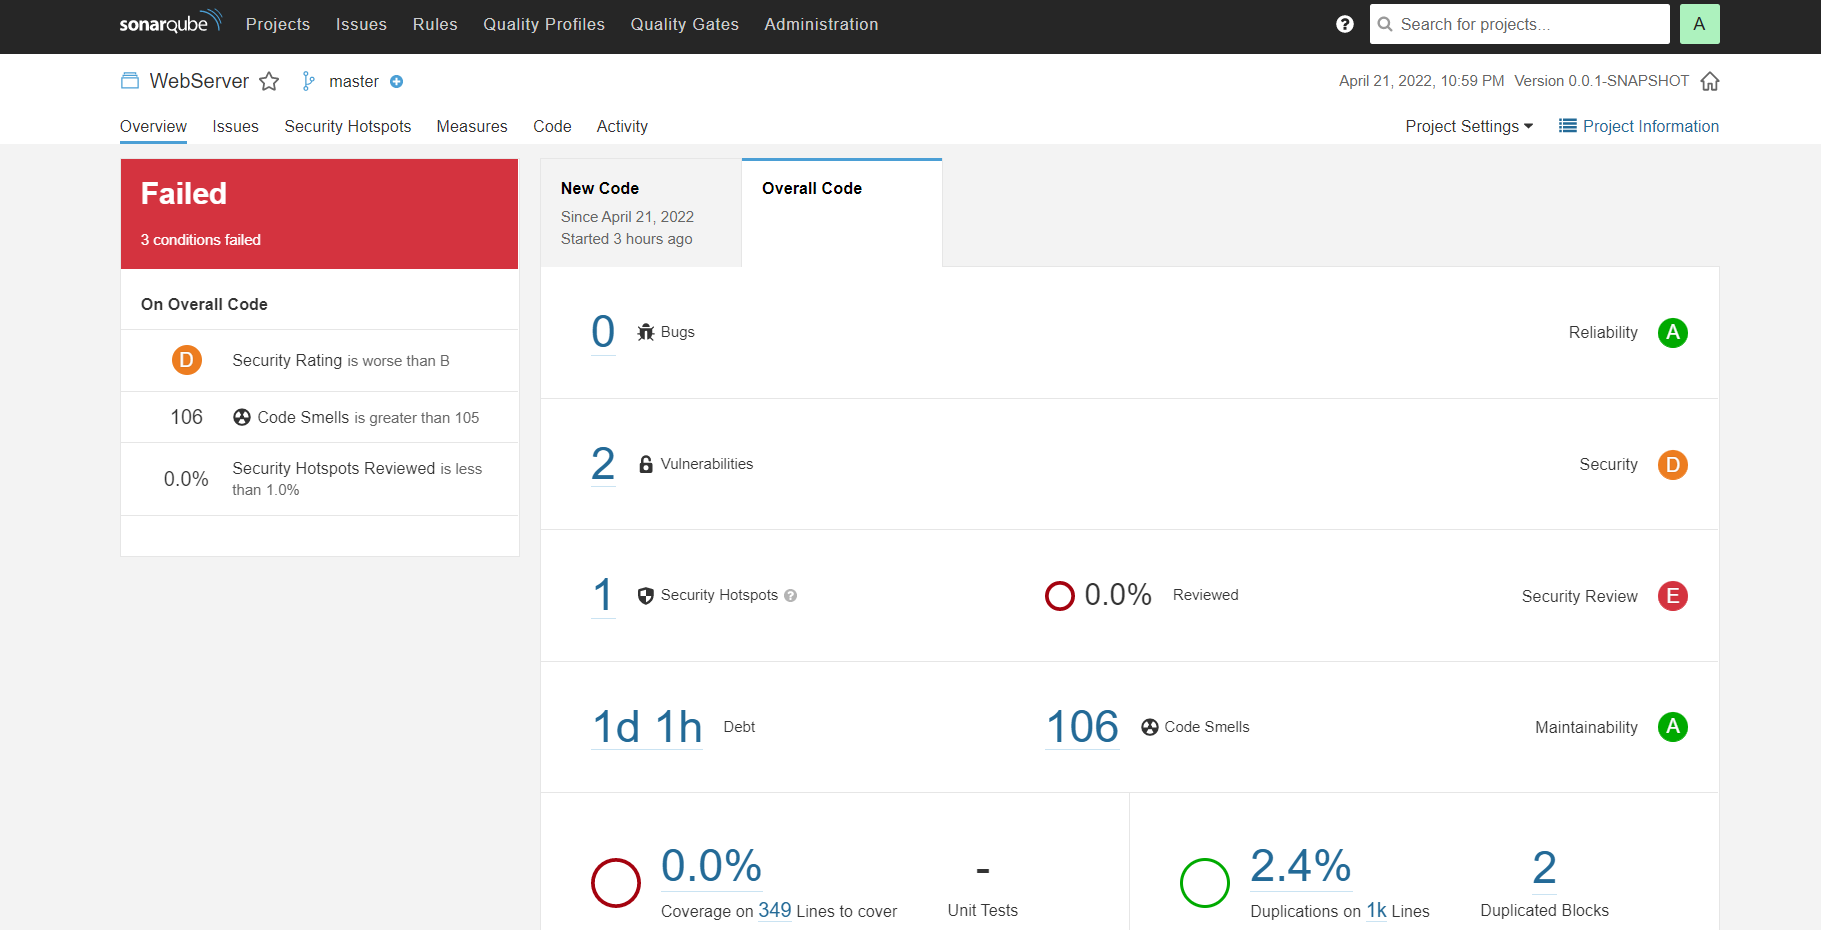 sonarqube Projects Issues Rules Quality Profiles Quality Gates Administration Search for projects... A
WebServer master April 21, 2022, 10:59 PM Version 0.0.1-SNAPSHOT
Overview Issues Security Hotspots Measures Code Activity Project Settings Project Information
Failed
3 conditions failed
On Overall Code
D Security Rating is worse than B
106 Code Smells is greater than 105
0.0% Security Hotspots Reviewed is less
than 1.0%
New Code
Since April 21, 2022
Started 3 hours ago
Overall Code
0 Bugs Reliability A
2 Vulnerabilities Security D
1 Security Hotspots ? 0.0% Reviewed Security Review E
1d 1h Debt 106 Code Smells Maintainability A
0.0%
Coverage on 349 Lines to cover
-
Unit Tests
2.4%
Duplications on 1k Lines
2
Duplicated Blocks